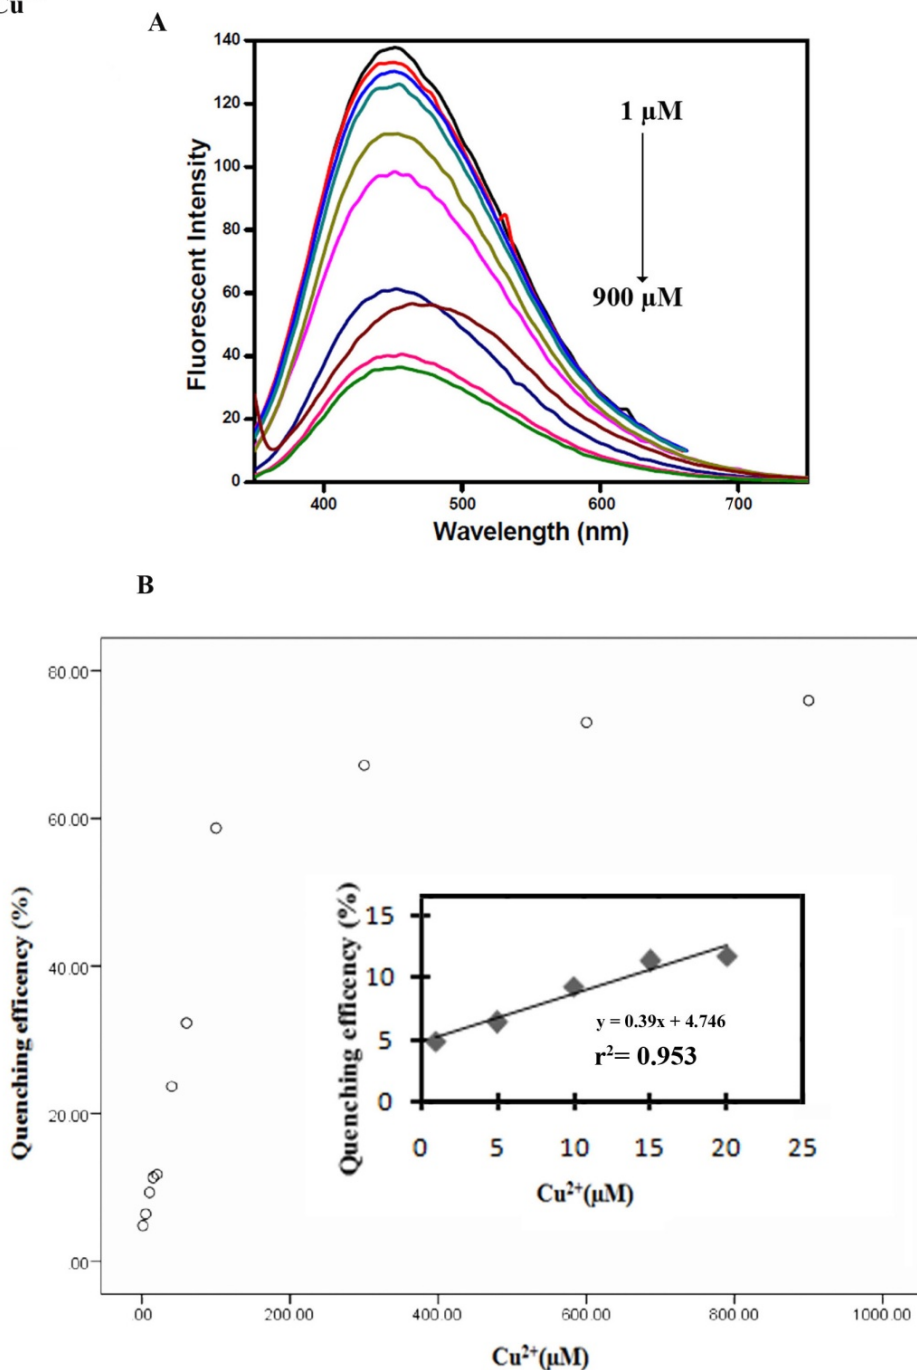 Cu
A
140
120
100
80
60
40
20
0
Fluorescent Intensity
1 µM
900 µM
400 500 600 700
Wavelength (nm)
B
80.00
60.00
40.00
20.00
.00
Quenching efficency (%)
15
10
5
0
Quenching efficency (%)
y = 0.39x + 4.746
r²= 0.953
0 5 10 15 20 25
Cu²⁺(µM)
00 200.00 400.00 600.00 800.00 1000.00
Cu²⁺(µM)